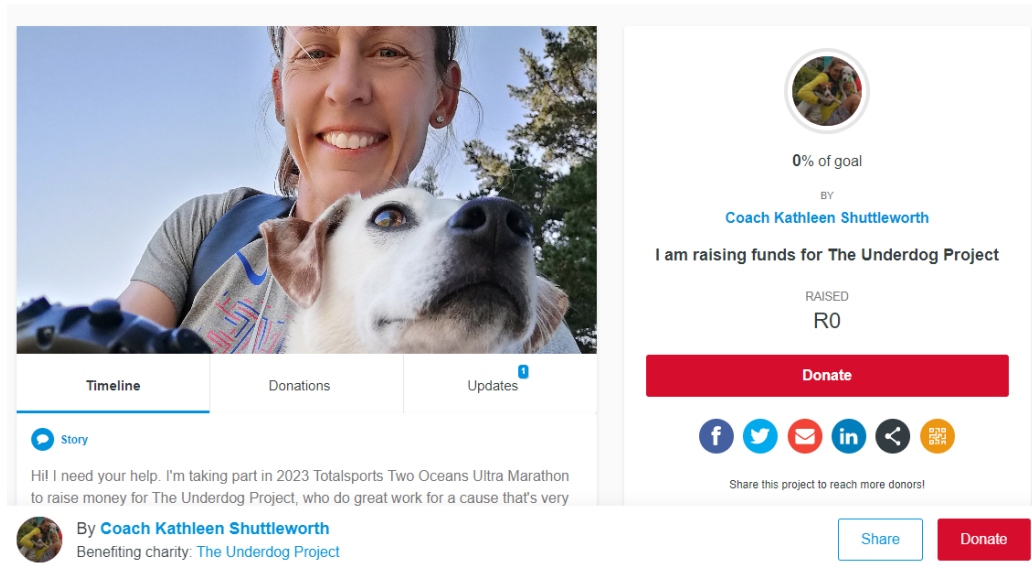 Timeline
Donations
Updates
1
Story
Hi! I need your help. I'm taking part in 2023 Totalsports Two Oceans Ultra Marathon
to raise money for The Underdog Project, who do great work for a cause that's very
0% of goal
BY
Coach Kathleen Shuttleworth
I am raising funds for The Underdog Project
RAISED
R0
Donate
Share this project to reach more donors!
By Coach Kathleen Shuttleworth
Benefiting charity: The Underdog Project
Share
Donate